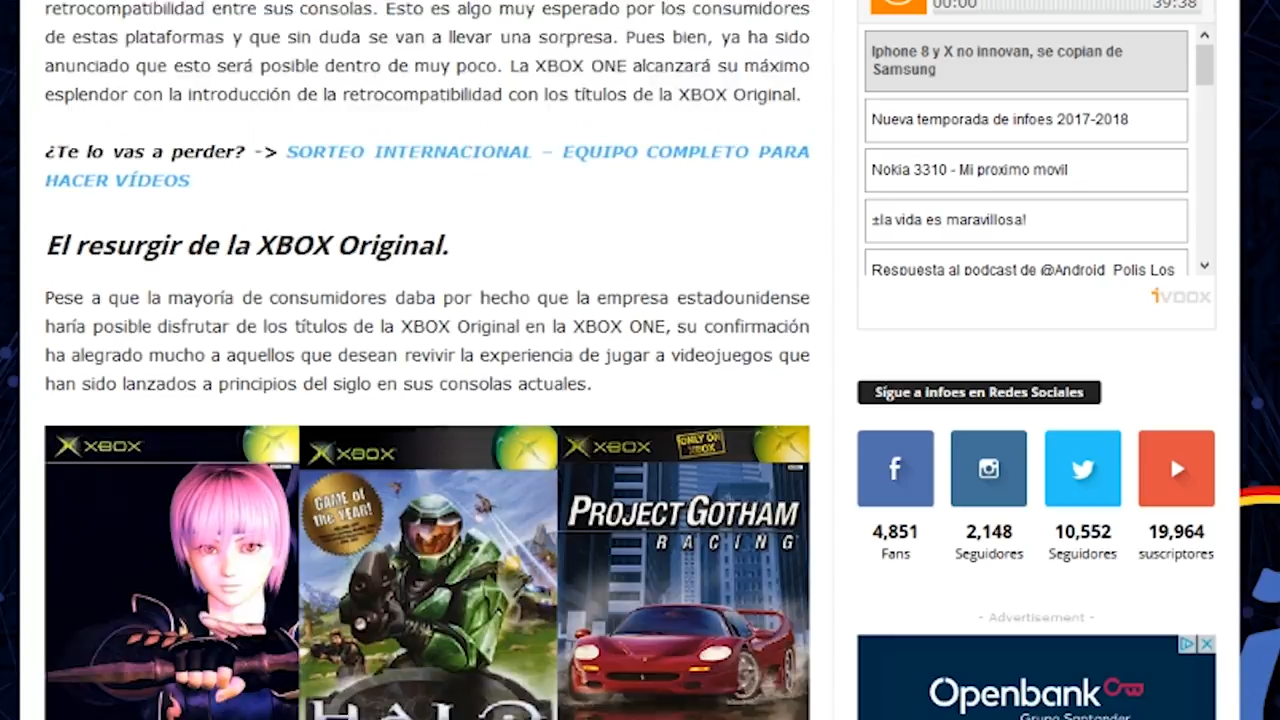 retrocompatibilidad entre sus consolas. Esto es algo muy esperado por los consumidores
de estas plataformas y que sin duda se van a llevar una sorpresa. Pues bien, ya ha sido
anunciado que esto será posible dentro de muy poco. La XBOX ONE alcanzará su máximo
esplendor con la introducción de la retrocompatibilidad con los títulos de la XBOX Original.
¿Te lo vas a perder? -> SORTEO INTERNACIONAL – EQUIPO COMPLETO PARA
HACER VÍDEOS
El resurgir de la XBOX Original.
Pese a que la mayoría de consumidores daba por hecho que la empresa estadounidense
haría posible disfrutar de los títulos de la XBOX Original en la XBOX ONE, su confirmación
ha alegrado mucho a aquellos que desean revivir la experiencia de jugar a videojuegos que
han sido lanzados a principios del siglo en sus consolas actuales.
XBOX
XBOX
GAME of
the YEAR!
HALO
XBOX
ONLY ON
XBOX
PROJECT GOTHAM
RACING
00:00
39:38
Iphone 8 y X no innovan, se copian de
Samsung
Nueva temporada de infoes 2017-2018
Nokia 3310 - Mi proximo movil
±la vida es maravillosa!
Respuesta al podcast de @Android_Polis Los
ivoox
Sígue a infoes en Redes Sociales
4,851
Fans
2,148
Seguidores
10,552
Seguidores
19,964
suscriptores
- Advertisement -
Openbank
Grupo Santander